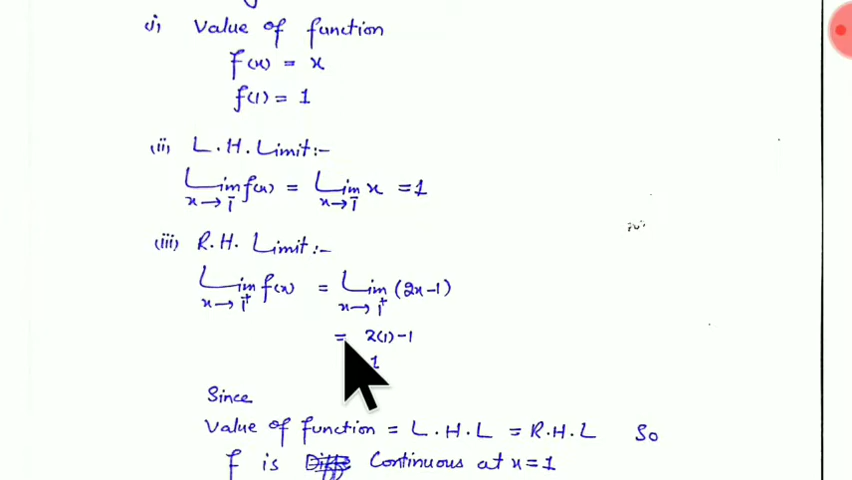 (i) Value of function
f(x) = x
f(1) = 1
(ii) L.H. Limit:-
Lim x→1⁻ f(x) = Lim x→1⁻ x = 1
(iii) R.H. Limit:-
Lim x→1⁺ f(x) = Lim x→1⁺ (2x-1)
= 2(1)-1
1
Since
Value of function = L.H.L = R.H.L So
f is Continuous at x=1